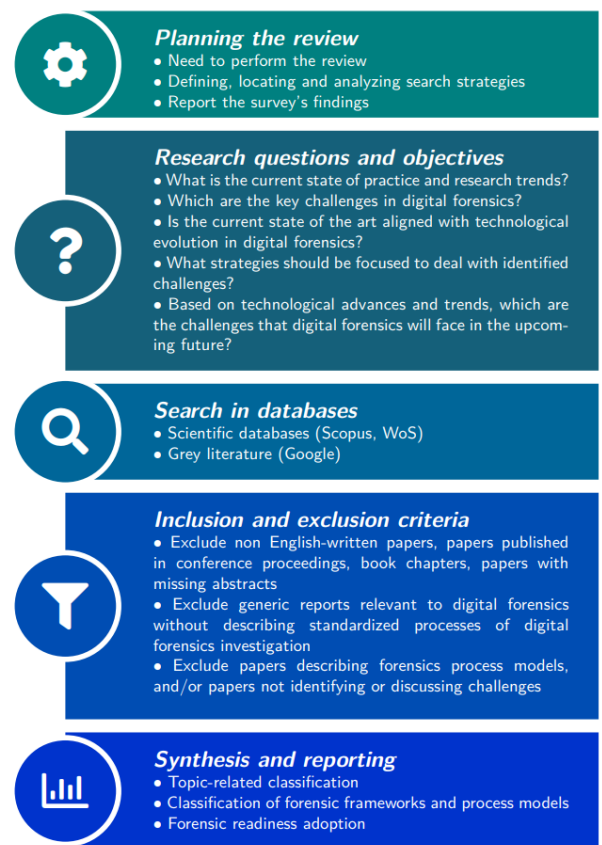 Planning the review
• Need to perform the review
• Defining, locating and analyzing search strategies
• Report the survey's findings
Research questions and objectives
• What is the current state of practice and research trends?
• Which are the key challenges in digital forensics?
• Is the current state of the art aligned with technological
evolution in digital forensics?
• What strategies should be focused to deal with identified
challenges?
• Based on technological advances and trends, which are
the challenges that digital forensics will face in the upcom-
ing future?
Search in databases
• Scientific databases (Scopus, WoS)
• Grey literature (Google)
Inclusion and exclusion criteria
• Exclude non English-written papers, papers published
in conference proceedings, book chapters, papers with
missing abstracts
• Exclude generic reports relevant to digital forensics
without describing standardized processes of digital
forensics investigation
• Exclude papers describing forensics process models,
and/or papers not identifying or discussing challenges
Synthesis and reporting
• Topic-related classification
• Classification of forensic frameworks and process models
• Forensic readiness adoption